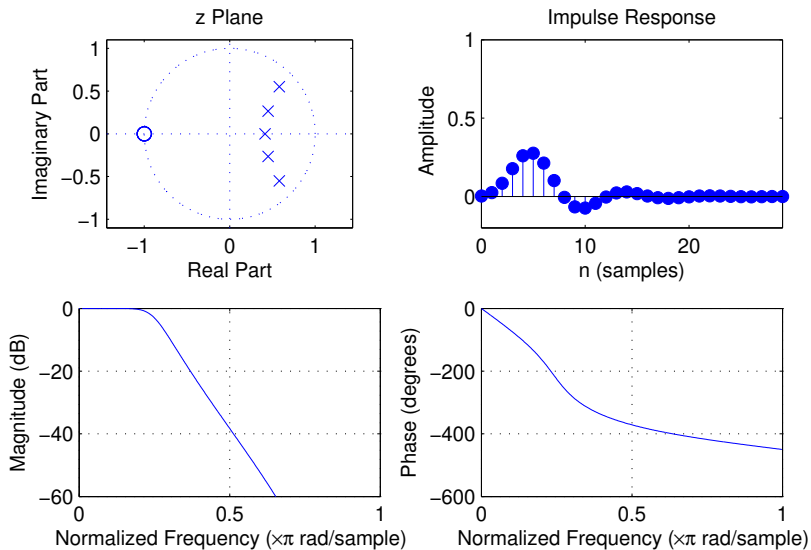 z Plane
1
0.5
0
−0.5
−1
Imaginary Part
−1
0
1
Real Part
Impulse Response
1
0.5
0
Amplitude
0
10
20
n (samples)
0
−20
−40
−60
Magnitude (dB)
0
0.5
1
Normalized Frequency (×π rad/sample)
0
−200
−400
−600
Phase (degrees)
0
0.5
1
Normalized Frequency (×π rad/sample)